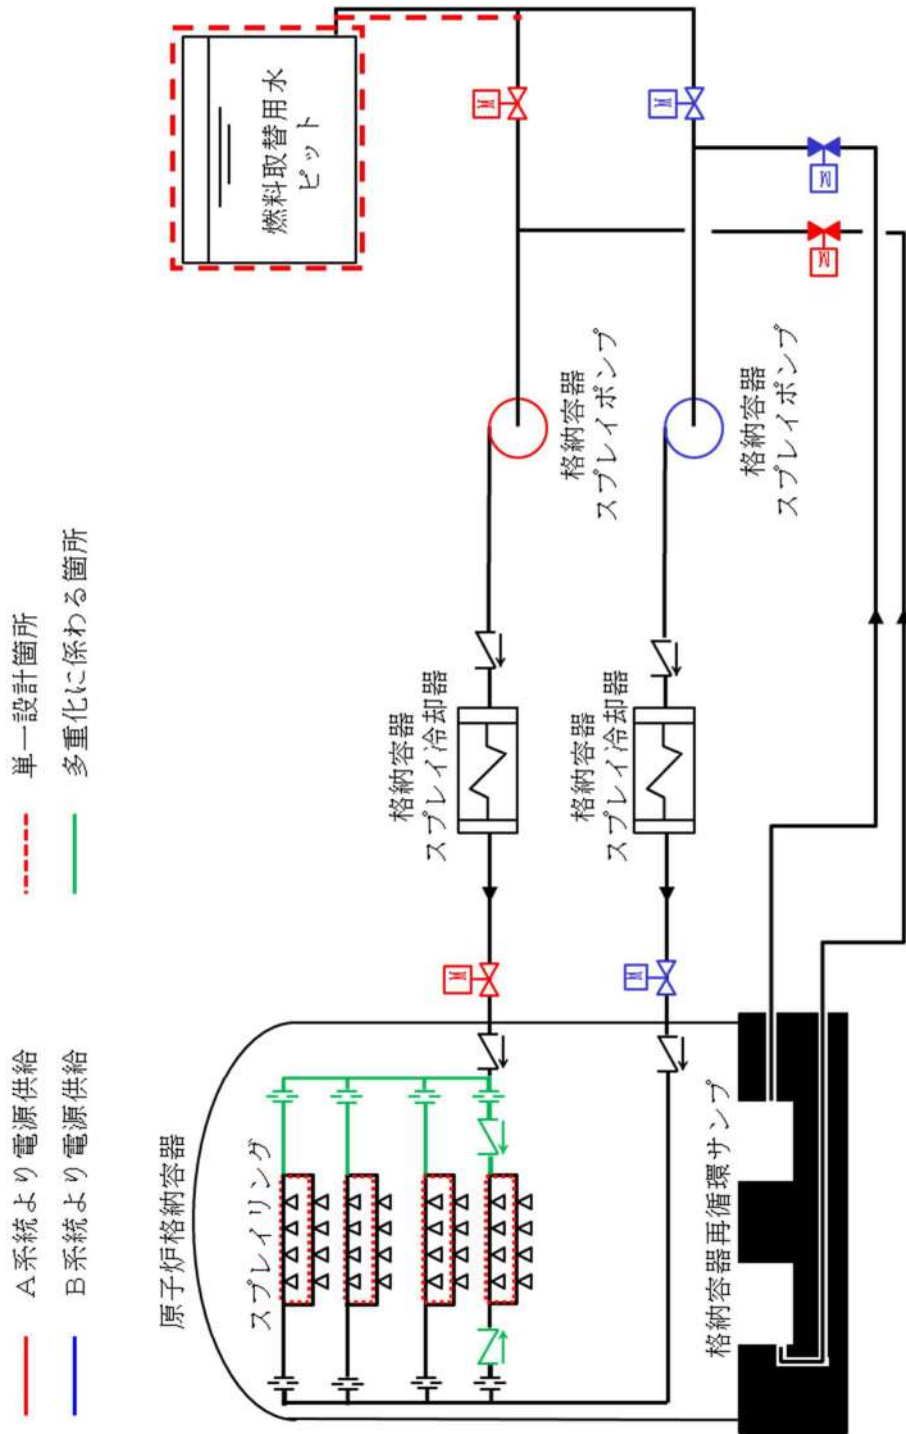 A系統より電源供給
B系統より電源供給
単一設計箇所
多重化に係わる箇所
原子炉格納容器
スプレイリング
格納容器
スプレイ冷却器
格納容器
スプレイポンプ
燃料取替用水
ピット
M
M
格納容器
スプレイ冷却器
格納容器
スプレイポンプ
M
M
M
M
格納容器再循環サンプ